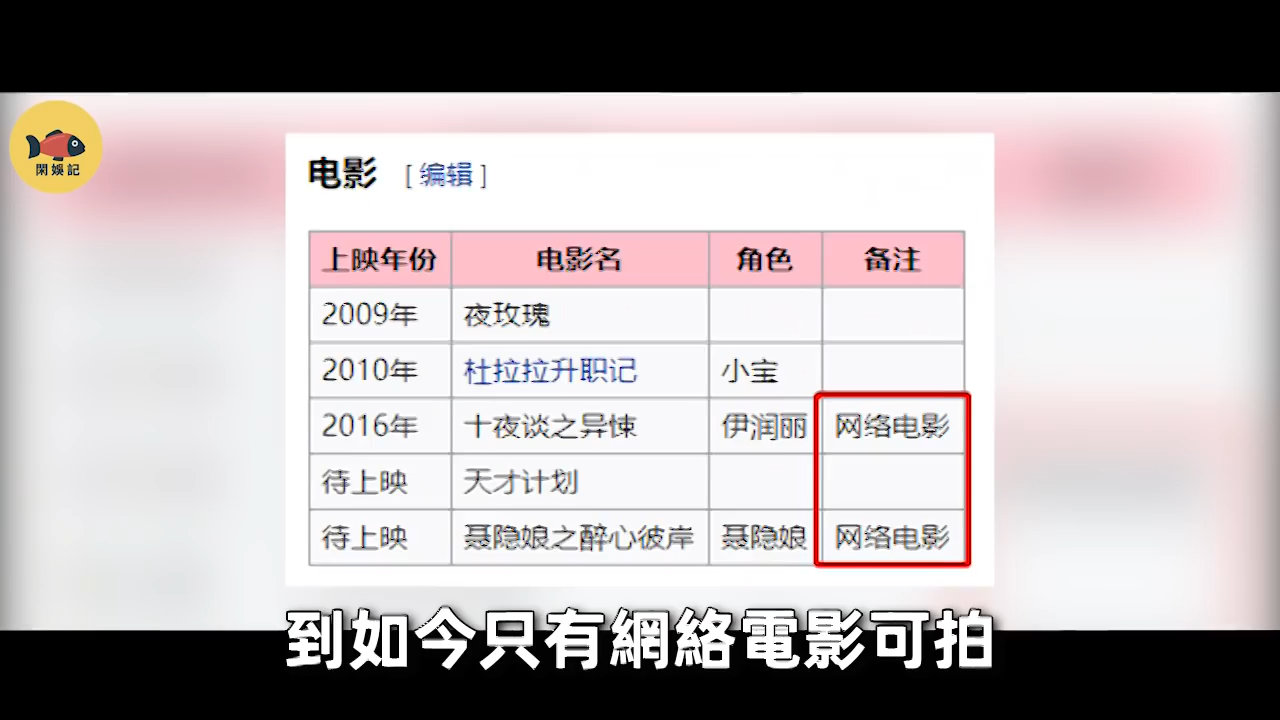 閑娛記
电影 [编辑]
上映年份 电影名 角色 备注
2009年 夜玫瑰
2010年 杜拉拉升职记 小宝
2016年 十夜谈之异悚 伊润丽 网络电影
待上映 天才计划
待上映 聂隐娘之醉心彼岸 聂隐娘 网络电影
到如今只有網絡電影可拍